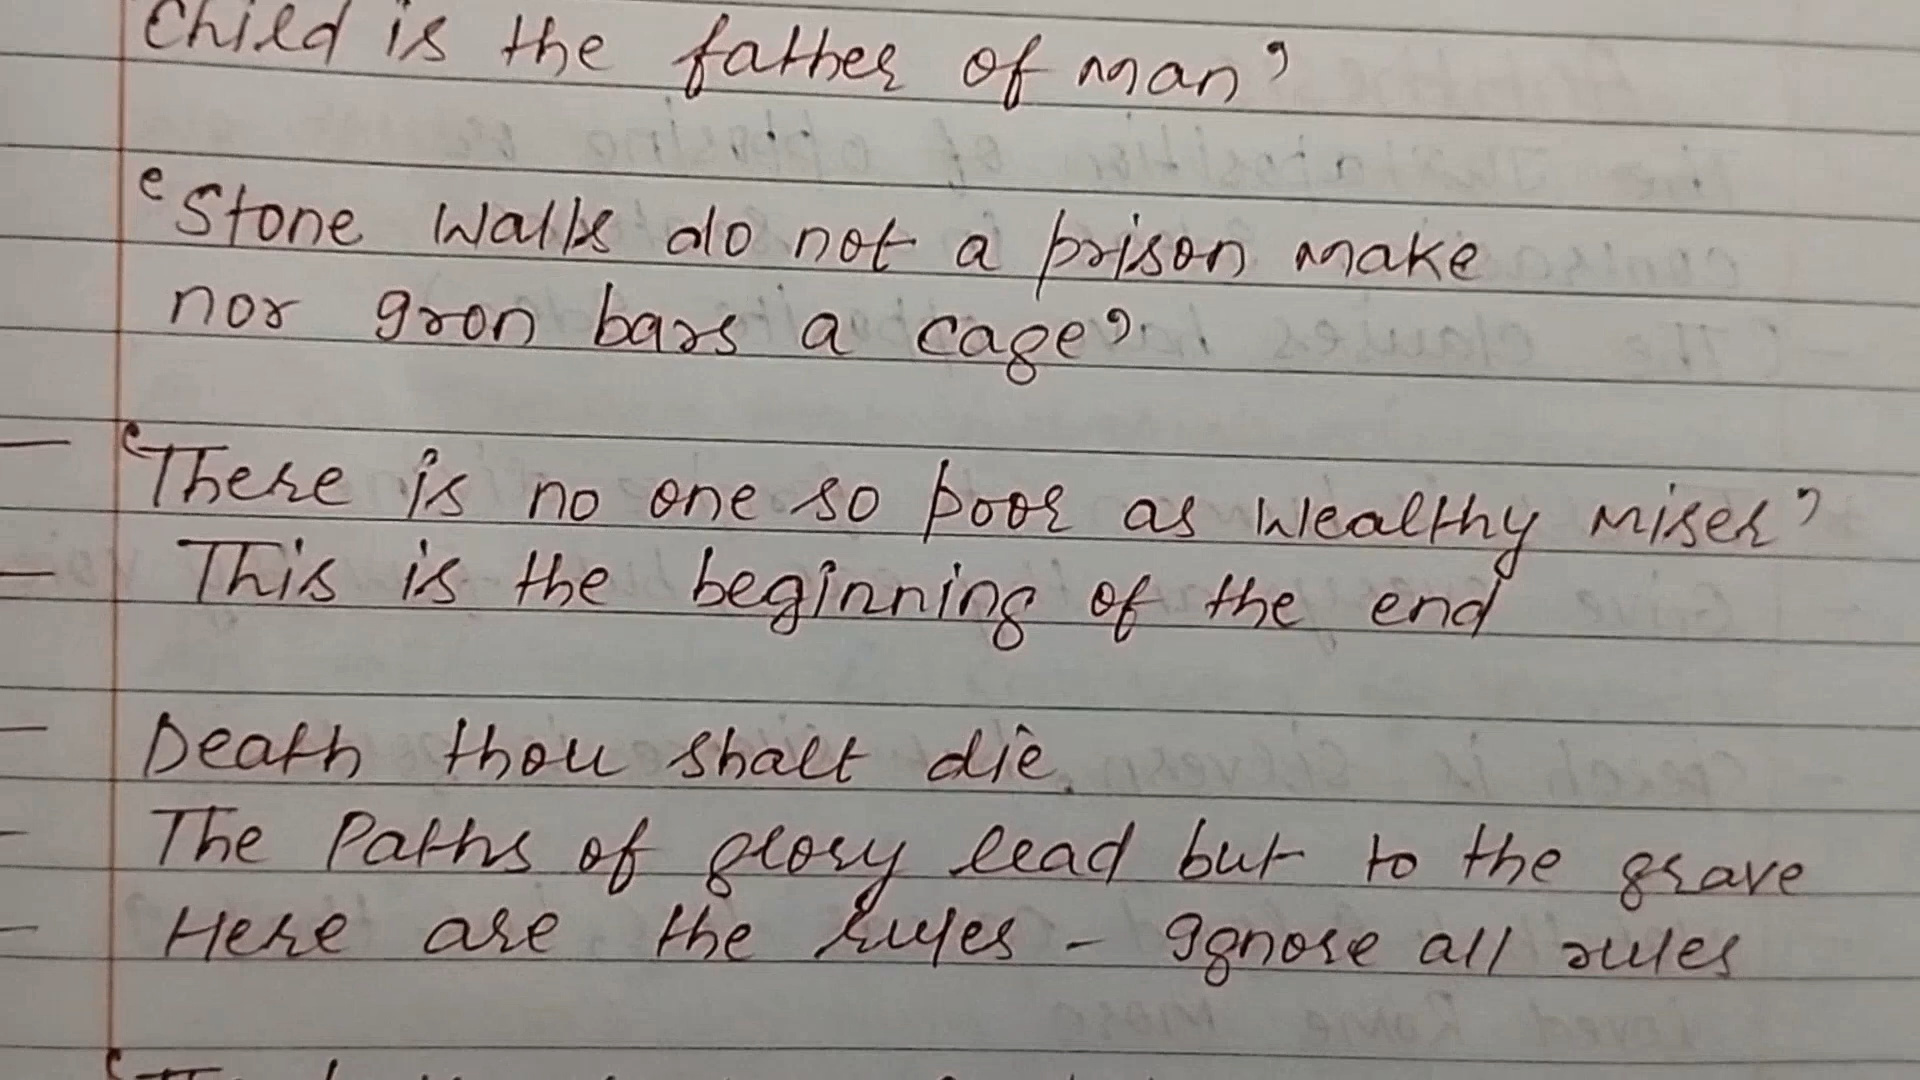 Child is the father of man'
'Stone Walls do not a prison make
nor Iron bars a cage'
- 'There is no one so poor as Wealthy Miser'
- This is the beginning of the end
- Death thou shalt die.
- The Paths of glory lead but to the grave
- Here are the rules - Ignore all rules